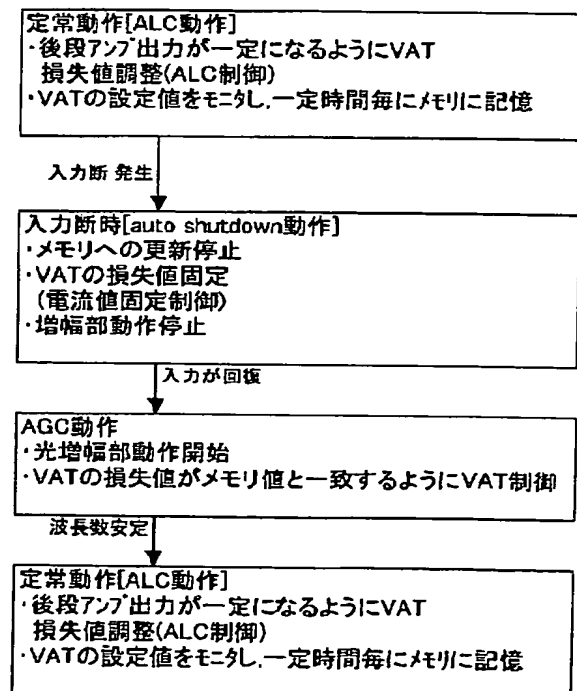 定常動作[ALC動作]
・後段アンプ出力が一定になるようにVAT
損失値調整(ALC制御)
・VATの設定値をモニタし,一定時間毎にメモリに記憶
入力断 発生
入力断時[auto shutdown動作]
・メモリへの更新停止
・VATの損失値固定
(電流値固定制御)
・増幅部動作停止
入力が回復
AGC動作
・光増幅部動作開始
・VATの損失値がメモリ値と一致するようにVAT制御
波長数安定
定常動作[ALC動作]
・後段アンプ出力が一定になるようにVAT
損失値調整(ALC制御)
・VATの設定値をモニタし,一定時間毎にメモリに記憶